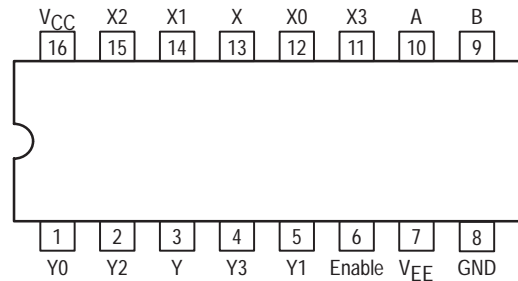 VCC X2 X1 X X0 X3 A B
16 15 14 13 12 11 10 9
1 2 3 4 5 6 7 8
Y0 Y2 Y Y3 Y1 Enable VEE GND